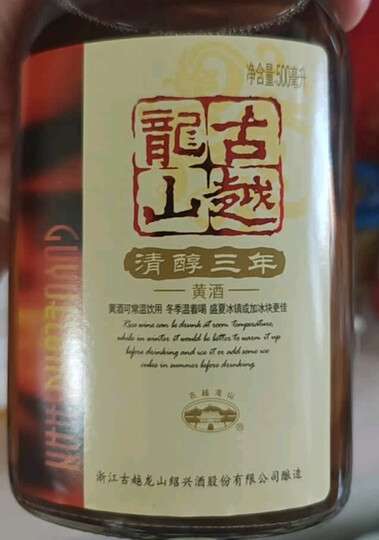 净含量:500毫升
古越
龍山
清醇三年
黄酒
黄酒可常温饮用 冬季温着喝 盛夏冰镇或加冰块更佳
Rice wine can be drunk at room temperature,
while in winter it would be better to warm it up
before drinking and ice it or add some ice
cubes in summer before drinking.
古越龙山
浙江古越龙山绍兴酒股份有限公司酿造
GUYUELONGSHAN